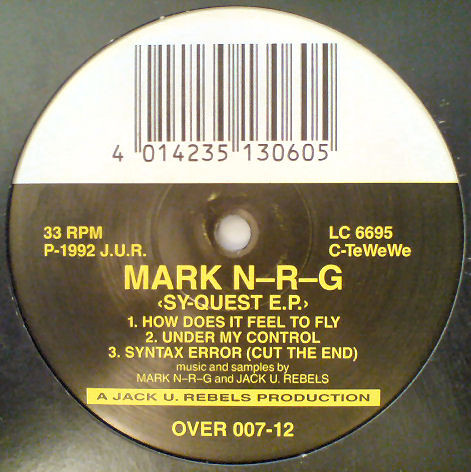 4 014235 130605
33 RPM
LC 6695
P-1992 J.U.R.
C-TeWeWe
MARK N–R–G
‹SY-QUEST E.P.›
1. HOW DOES IT FEEL TO FLY
2. UNDER MY CONTROL
3. SYNTAX ERROR (CUT THE END)
music and samples by
MARK N–R–G and JACK U. REBELS
A JACK U. REBELS PRODUCTION
OVER 007-12